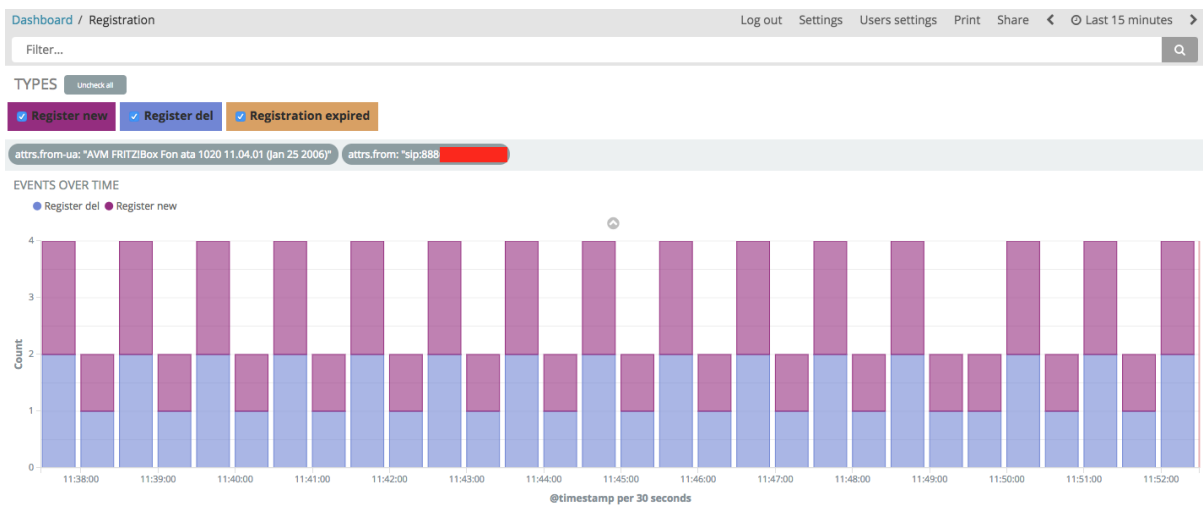 Dashboard / Registration Log out Settings Users settings Print Share Last 15 minutes
Filter...
TYPES Uncheck all
Register new Register del Registration expired
attrs.from-ua: "AVM FRITZ!Box Fon ata 1020 11.04.01 (Jan 25 2006)" attrs.from: "sip:888
EVENTS OVER TIME
Register del Register new
4
3
2
1
0
Count
11:38:00 11:39:00 11:40:00 11:41:00 11:42:00 11:43:00 11:44:00 11:45:00 11:46:00 11:47:00 11:48:00 11:49:00 11:50:00 11:51:00 11:52:00
@timestamp per 30 seconds